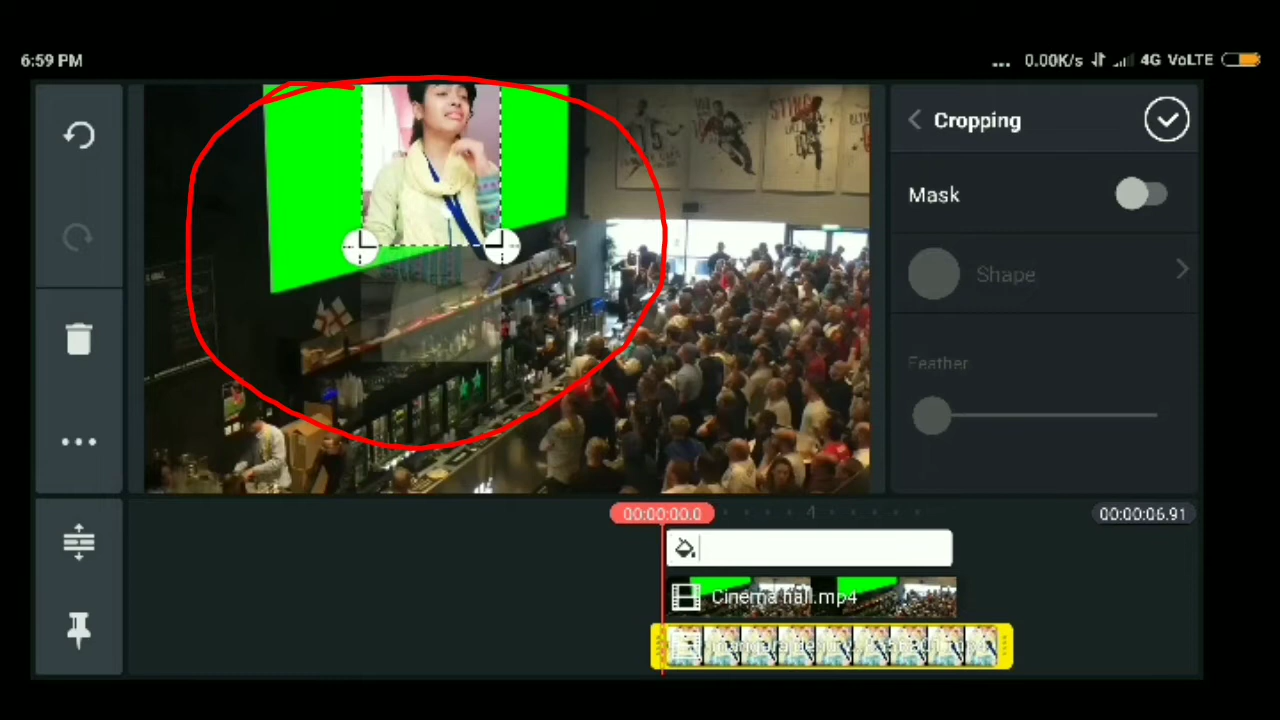 6:59 PM
... 0.00K/s 4G VoLTE
Cropping
Mask
Shape
Feather
STING
00:00:00.0
00:00:06.91
Cinema hall.mp4